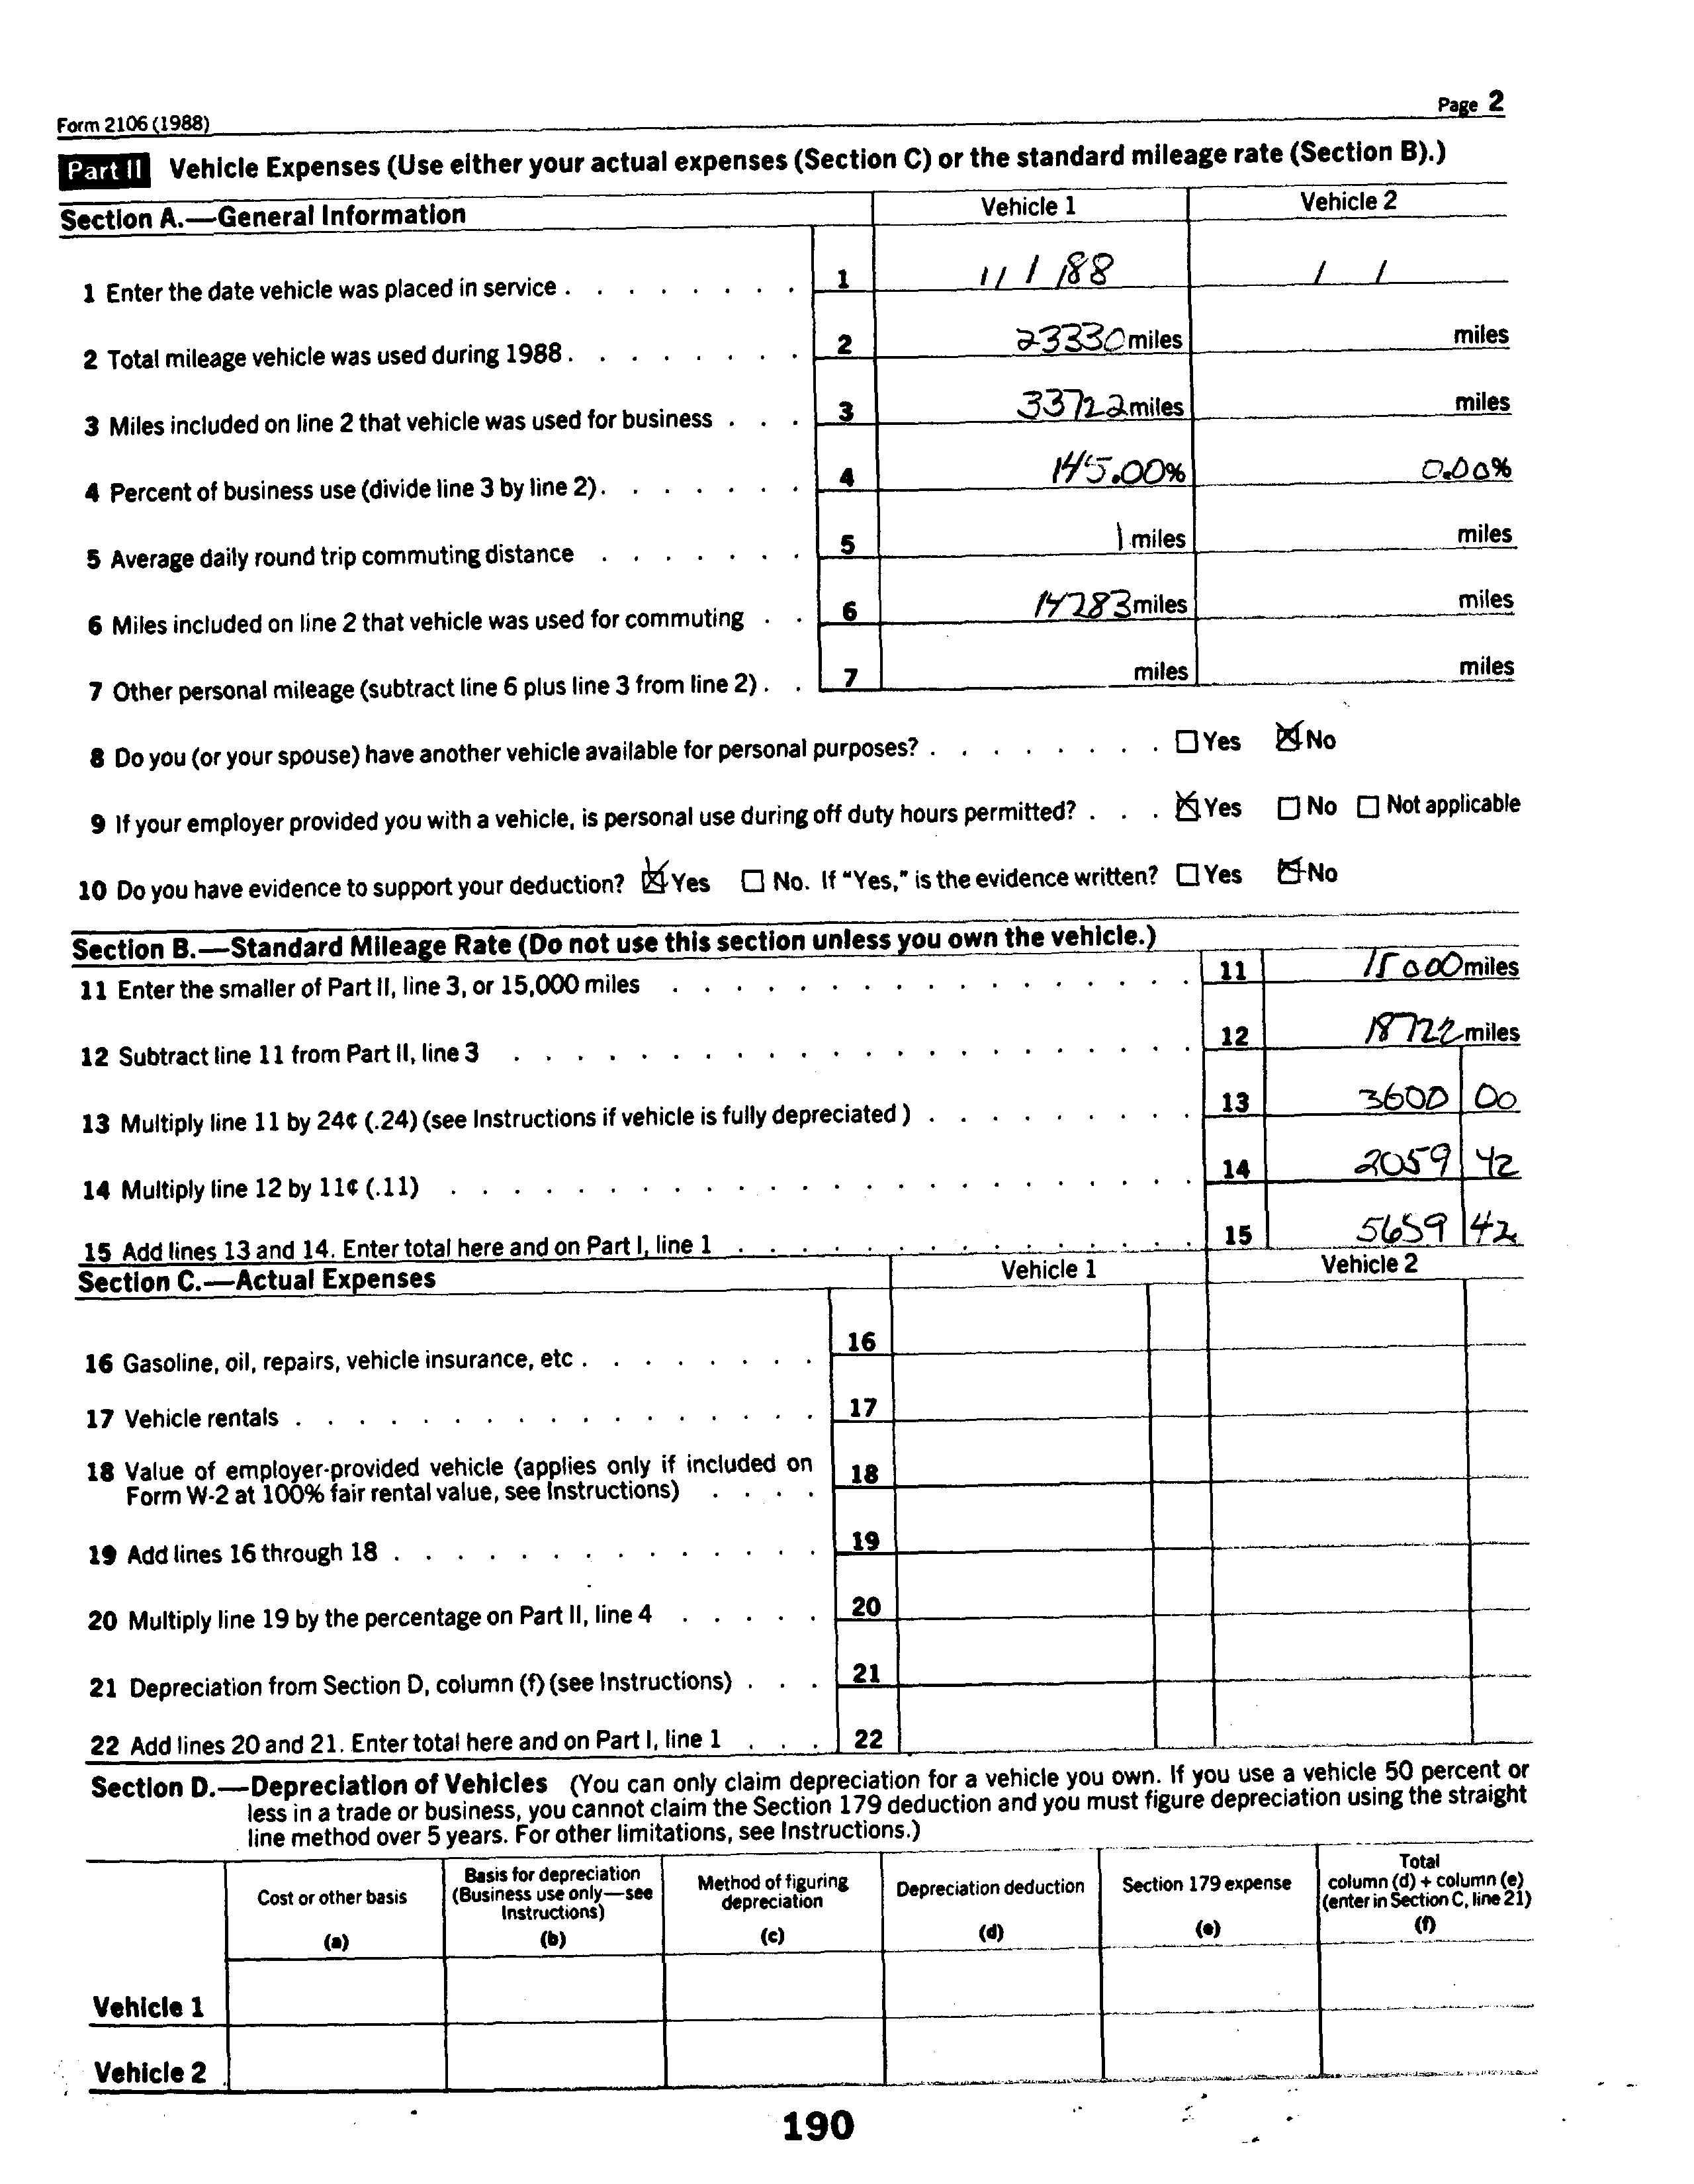 Form 2106 (1988) Page 2
Part II Vehicle Expenses (Use either your actual expenses (Section C) or the standard mileage rate (Section B).)
Section A.—General Information Vehicle 1 Vehicle 2
1 Enter the date vehicle was placed in service . . . . . . . . 1 11 / 1 /88 / /
2 Total mileage vehicle was used during 1988 . . . . . . . . 2 23330 miles miles
3 Miles included on line 2 that vehicle was used for business . . . 3 33722 miles miles
4 Percent of business use (divide line 3 by line 2) . . . . . . . 4 145.00% 0.00%
5 Average daily round trip commuting distance . . . . . . . 5 1 miles miles
6 Miles included on line 2 that vehicle was used for commuting . . 6 14283 miles miles
7 Other personal mileage (subtract line 6 plus line 3 from line 2) . . 7 miles miles
8 Do you (or your spouse) have another vehicle available for personal purposes? . . . . . . . . ☐ Yes ☒ No
9 If your employer provided you with a vehicle, is personal use during off duty hours permitted? . . . ☒ Yes ☐ No ☐ Not applicable
10 Do you have evidence to support your deduction? ☒ Yes ☐ No. If "Yes," is the evidence written? ☐ Yes ☒ No
Section B.—Standard Mileage Rate (Do not use this section unless you own the vehicle.)
11 Enter the smaller of Part II, line 3, or 15,000 miles . . . . . . . . . . . . . . . . . 11 15000 miles
12 Subtract line 11 from Part II, line 3 . . . . . . . . . . . . . . . . . . . . . . 12 18722 miles
13 Multiply line 11 by 24¢ (.24) (see Instructions if vehicle is fully depreciated ) . . . . . . . . . 13 3600 00
14 Multiply line 12 by 11¢ (.11) . . . . . . . . . . . . . . . . . . . . . . . . 14 2059 42
15 Add lines 13 and 14. Enter total here and on Part I, line 1 . . . . . . . . . . . . . . . 15 5659 42
Section C.—Actual Expenses Vehicle 1 Vehicle 2
16 Gasoline, oil, repairs, vehicle insurance, etc . . . . . . . . 16
17 Vehicle rentals . . . . . . . . . . . . . . . . . 17
18 Value of employer-provided vehicle (applies only if included on 18
Form W-2 at 100% fair rental value, see Instructions) . . . .
19 Add lines 16 through 18 . . . . . . . . . . . . . . 19
20 Multiply line 19 by the percentage on Part II, line 4 . . . . . 20
21 Depreciation from Section D, column (f) (see Instructions) . . . 21
22 Add lines 20 and 21. Enter total here and on Part I, line 1 . . . 22
Section D.—Depreciation of Vehicles (You can only claim depreciation for a vehicle you own. If you use a vehicle 50 percent or
less in a trade or business, you cannot claim the Section 179 deduction and you must figure depreciation using the straight
line method over 5 years. For other limitations, see Instructions.)
Cost or other basis
(a)
Basis for depreciation
(Business use only—see
Instructions)
(b)
Method of figuring
depreciation
(c)
Depreciation deduction
(d)
Section 179 expense
(e)
Total
column (d) + column (e)
(enter in Section C, line 21)
(f)
Vehicle 1
Vehicle 2
190